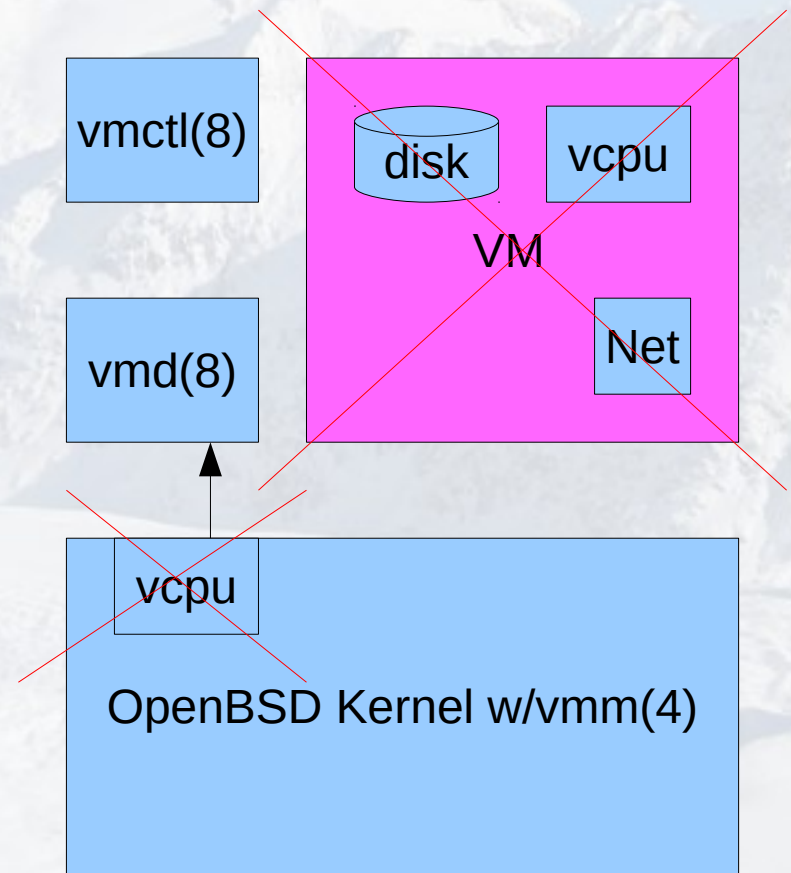 vmctl(8)
disk
vcpu
VM
vmd(8)
Net
vcpu
OpenBSD Kernel w/vmm(4)